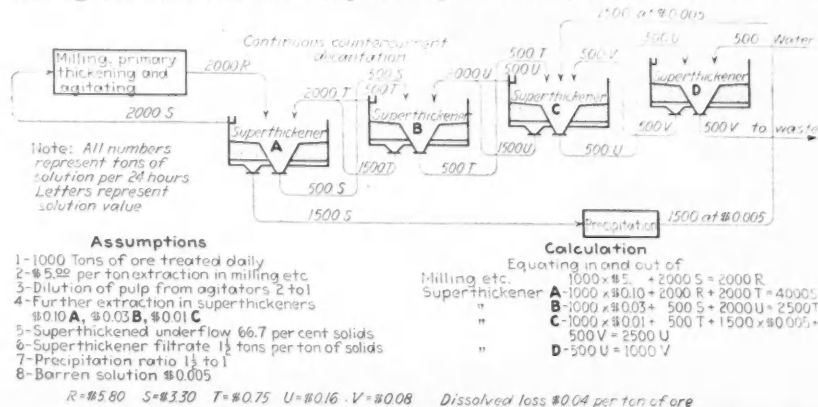 1500 at $0.005
500 U
500 Water
Milling, primary
thickening and
agitating
2000 R
Continuous countercurrent
decantation
500 S
500 T
2000 T
500 T
500 U
500 V
2000 S
Superthickener
A
Superthickener
B
Superthickener
C
Superthickener
D
500 V
500 V to waste
1500 T
500 S
500 T
1500 U
500 U
Note: All numbers
represent tons of
solution per 24 hours
Letters represent
solution value
1500 S
Precipitation
1500 at $0.005
Assumptions
1-1000 Tons of ore treated daily
2-$5.00 per ton extraction in milling etc
3-Dilution of pulp from agitators 2 to 1
4-Further extraction in superthickeners
$0.10 A, $0.03 B, $0.01 C
5-Superthickened underflow 66.7 per cent solids
6-Superthickener filtrate 1½ tons per ton of solids
7-Precipitation ratio 1½ to 1
8-Barren solution $0.005
Calculation
Equating in and out of
Milling etc. 1000 x $5. + 2000 S = 2000 R
Superthickener A-1000 x $0.10 + 2000 R + 2000 T = 4000 S
" B-1000 x $0.03 + 500 S + 2000 U = 2500 T
" C-1000 x $0.01 + 500 T + 1500 x $0.005 +
500 V = 2500 U
" D-500 U = 1000 V
R=$5.80 S=$3.30 T=$0.75 U=$0.16 . V=$0.08 Dissolved loss $0.04 per ton of ore